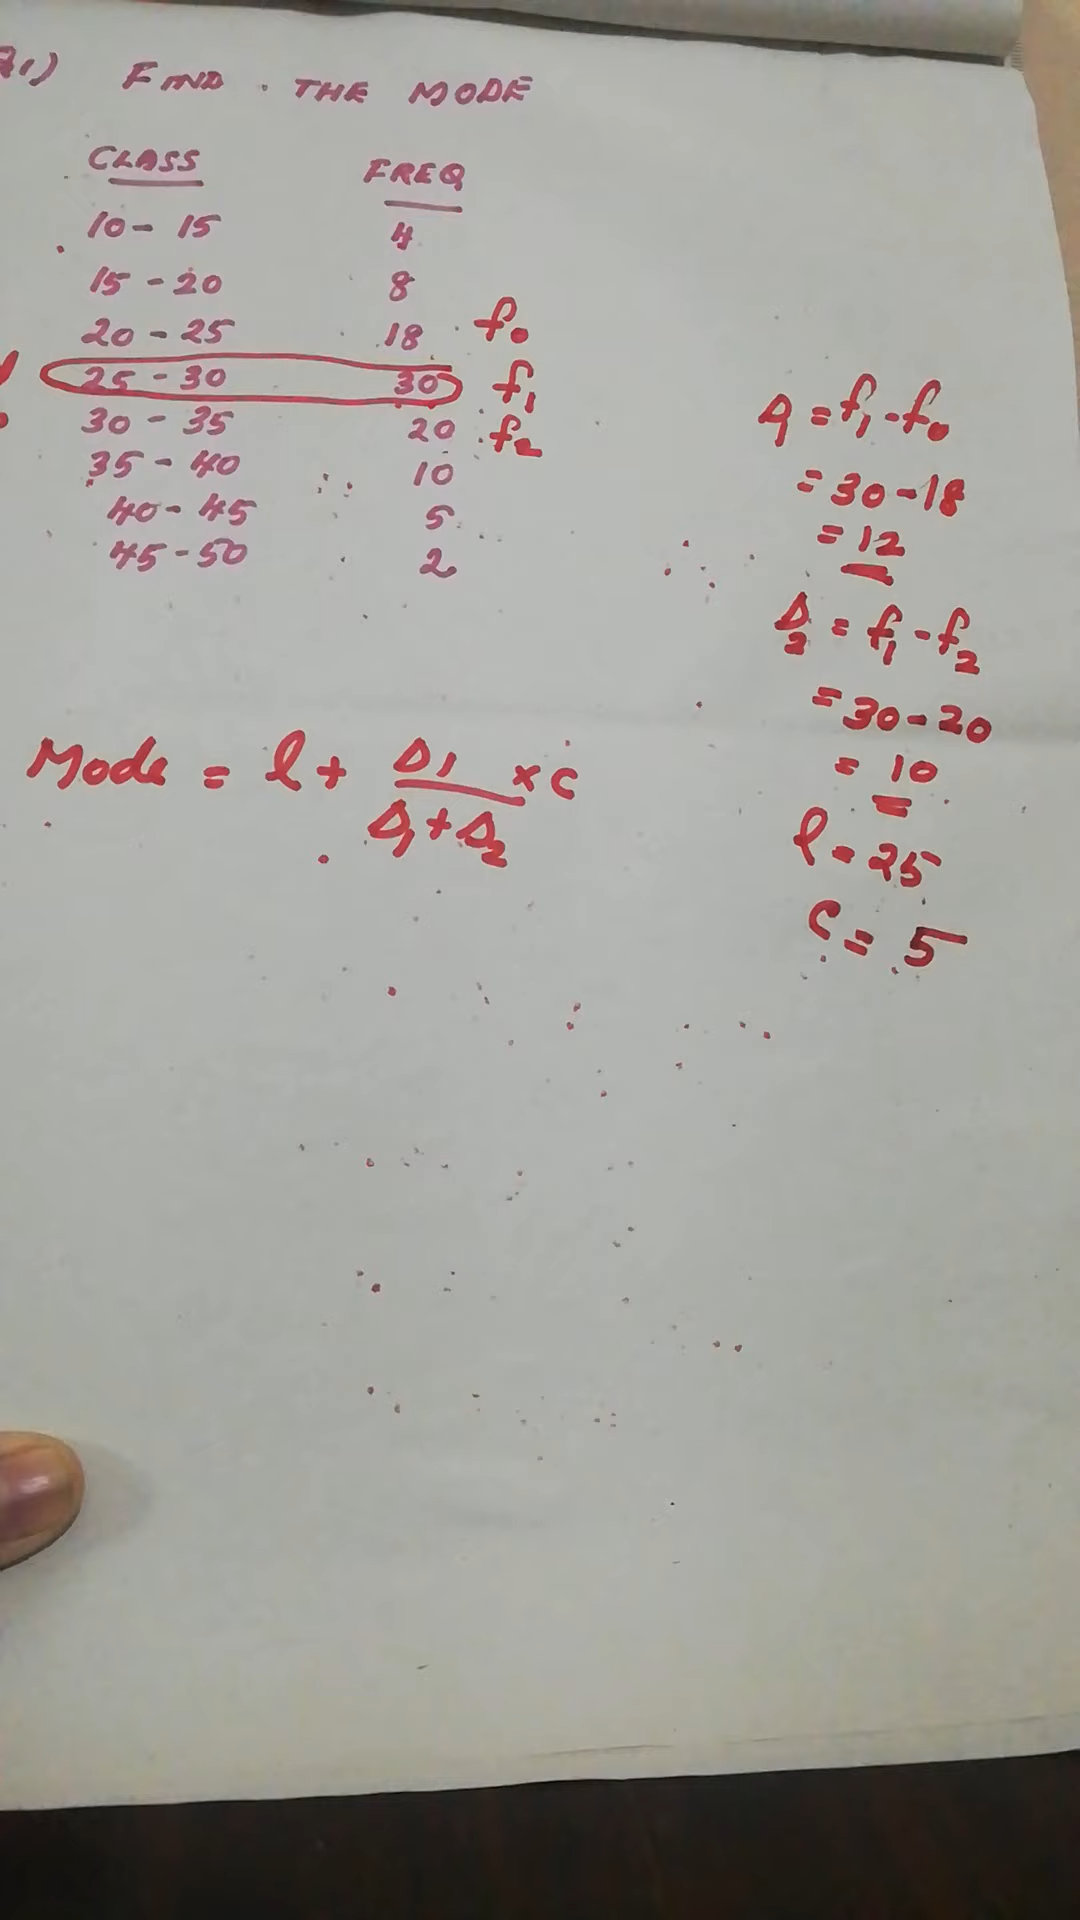 1) FIND THE MODE
CLASS FREQ
10 - 15 4
15 - 20 8
20 - 25 18 f₀
25 - 30 30 f₁
30 - 35 20 f₂
35 - 40 10
40 - 45 5
45 - 50 2
Mode = l + Δ1 / Δ₁ + Δ₂ × C
Δ₁ = f₁ - f₀
= 30 - 18
= 12
Δ₂ = f₁ - f₂
= 30 - 20
= 10
l = 25
C = 5